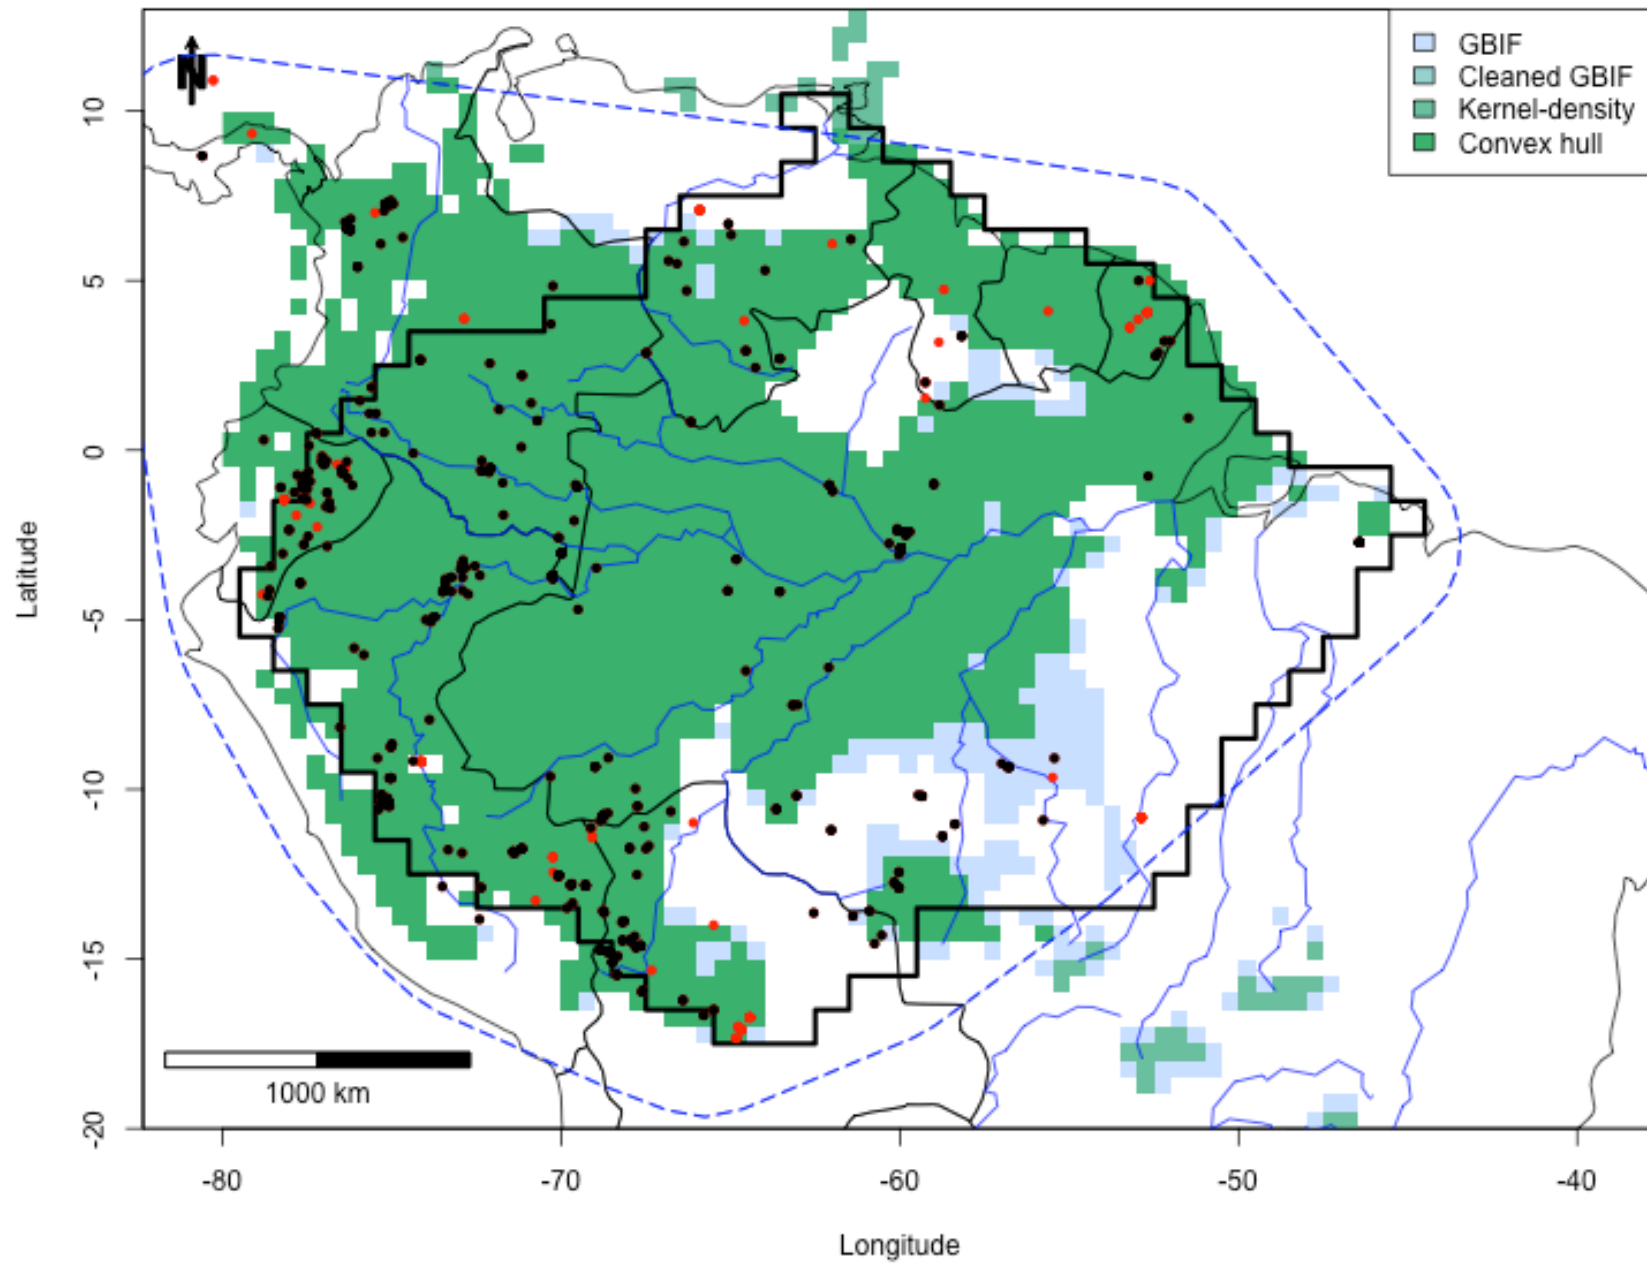 N
GBIF
Cleaned GBIF
Kernel-density
Convex hull
10
5
0
-5
-10
-15
-20
Latitude
1000 km
-80 -70 -60 -50 -40
Longitude